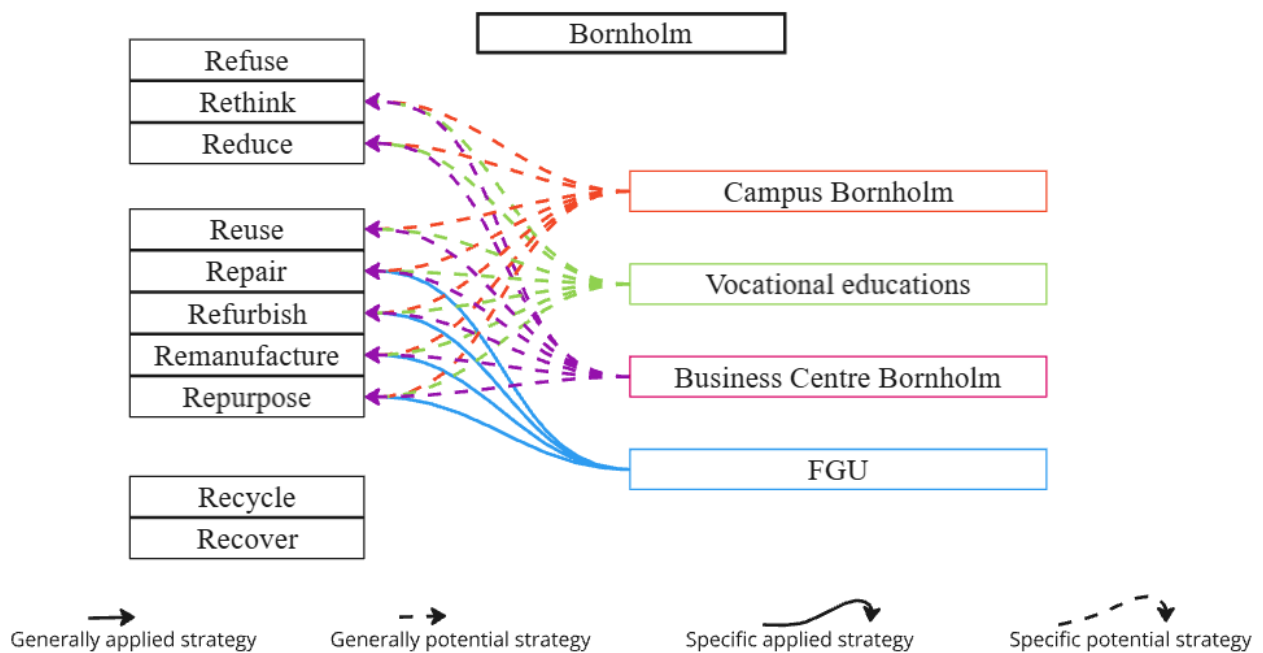 Bornholm
Refuse
Rethink
Reduce
Reuse
Repair
Refurbish
Remanufacture
Repurpose
Recycle
Recover
Campus Bornholm
Vocational educations
Business Centre Bornholm
FGU
Generally applied strategy
Generally potential strategy
Specific applied strategy
Specific potential strategy